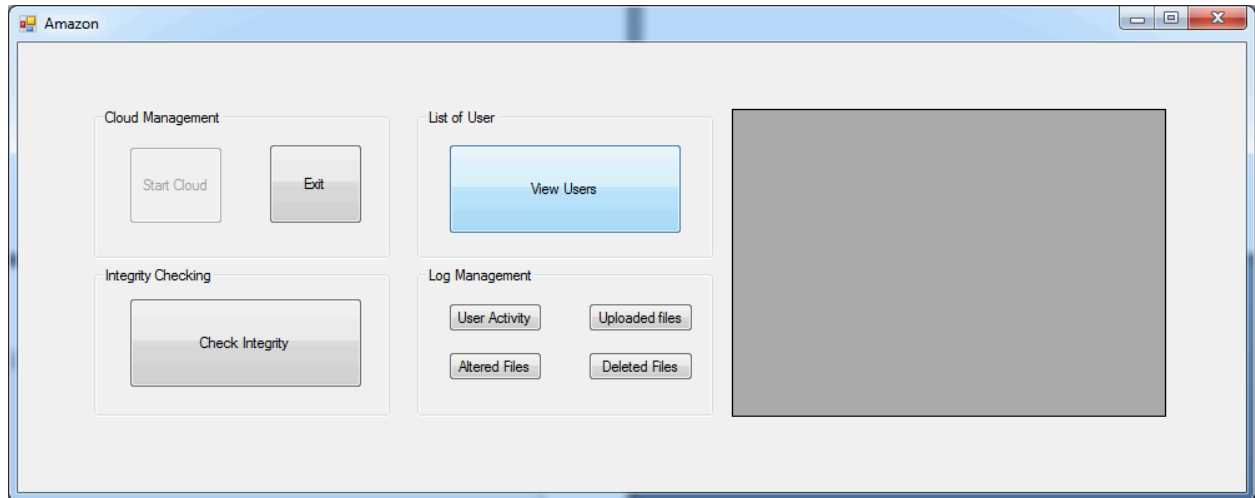 Amazon
Cloud Management
Start Cloud
Exit
List of User
View Users
Integrity Checking
Check Integrity
Log Management
User Activity
Uploaded files
Altered Files
Deleted Files